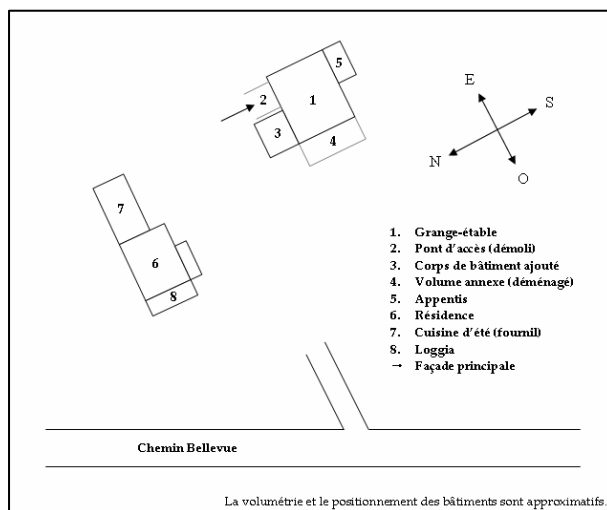 5
2
1
E
S
3
4
N
O
7
6
8
1. Grange-étable
2. Pont d'accès (démoli)
3. Corps de bâtiment ajouté
4. Volume annexe (déménagé)
5. Appentis
6. Résidence
7. Cuisine d'été (fournil)
8. Loggia
→ Façade principale
Chemin Bellevue
La volumétrie et le positionnement des bâtiments sont approximatifs.